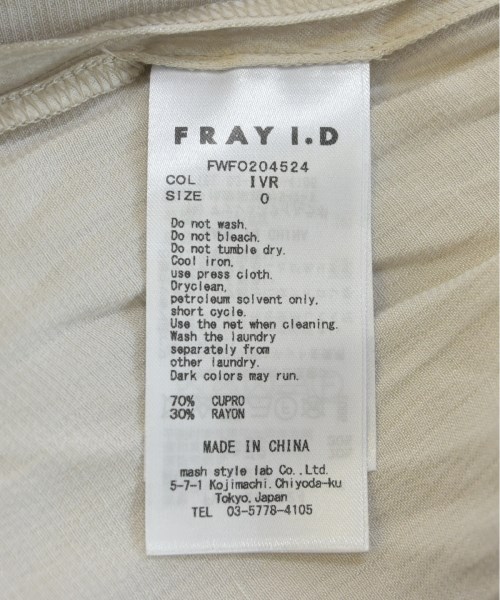 FRAY I.D
FWFO204524
COL IVR
SIZE 0
Do not wash.
Do not bleach.
Do not tumble dry.
Cool iron.
use press cloth.
Dryclean.
petroleum solvent only.
short cycle.
Use the net when cleaning.
Wash the laundry
separately from
other laundry.
Dark colors may run.
70% CUPRO
30% RAYON
MADE IN CHINA
mash style lab Co.,Ltd.
5-7-1 Kojimachi.Chiyoda-ku
Tokyo.Japan
TEL 03-5778-4105